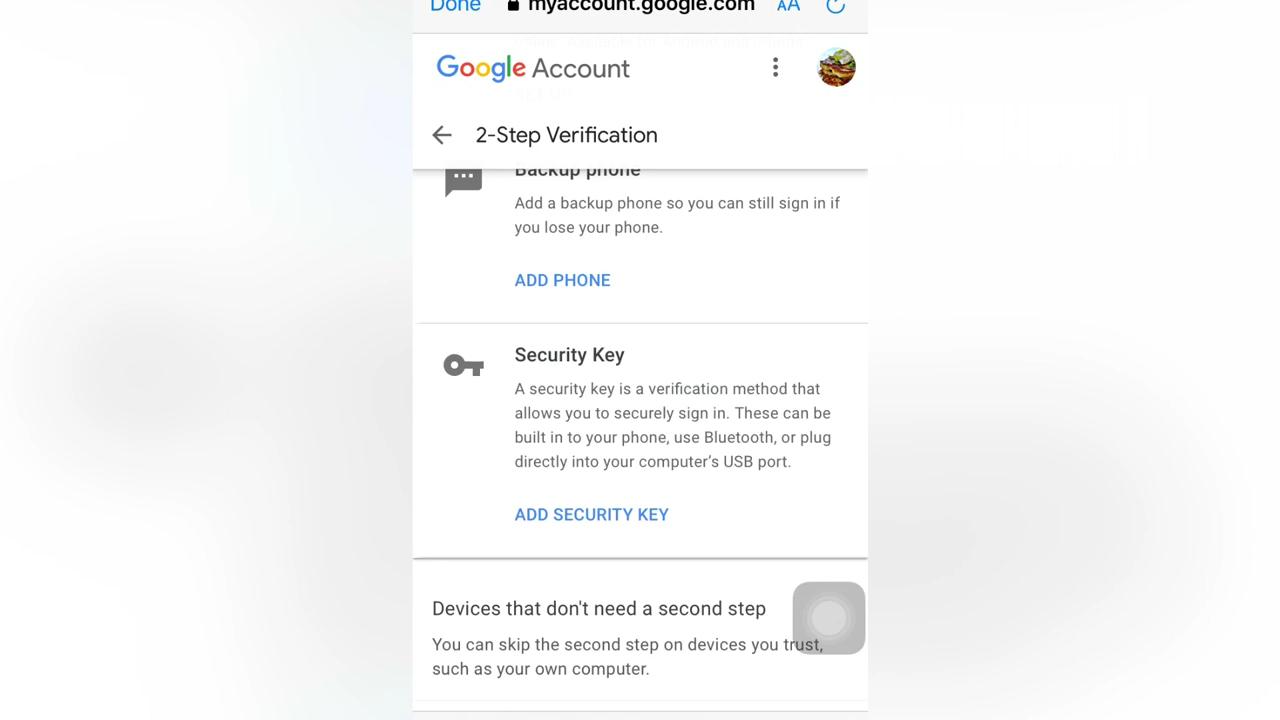 Done myaccount.google.com AA
Google Account
2-Step Verification
Backup phone
Add a backup phone so you can still sign in if
you lose your phone.
ADD PHONE
Security Key
A security key is a verification method that
allows you to securely sign in. These can be
built in to your phone, use Bluetooth, or plug
directly into your computer’s USB port.
ADD SECURITY KEY
Devices that don't need a second step
You can skip the second step on devices you trust,
such as your own computer.